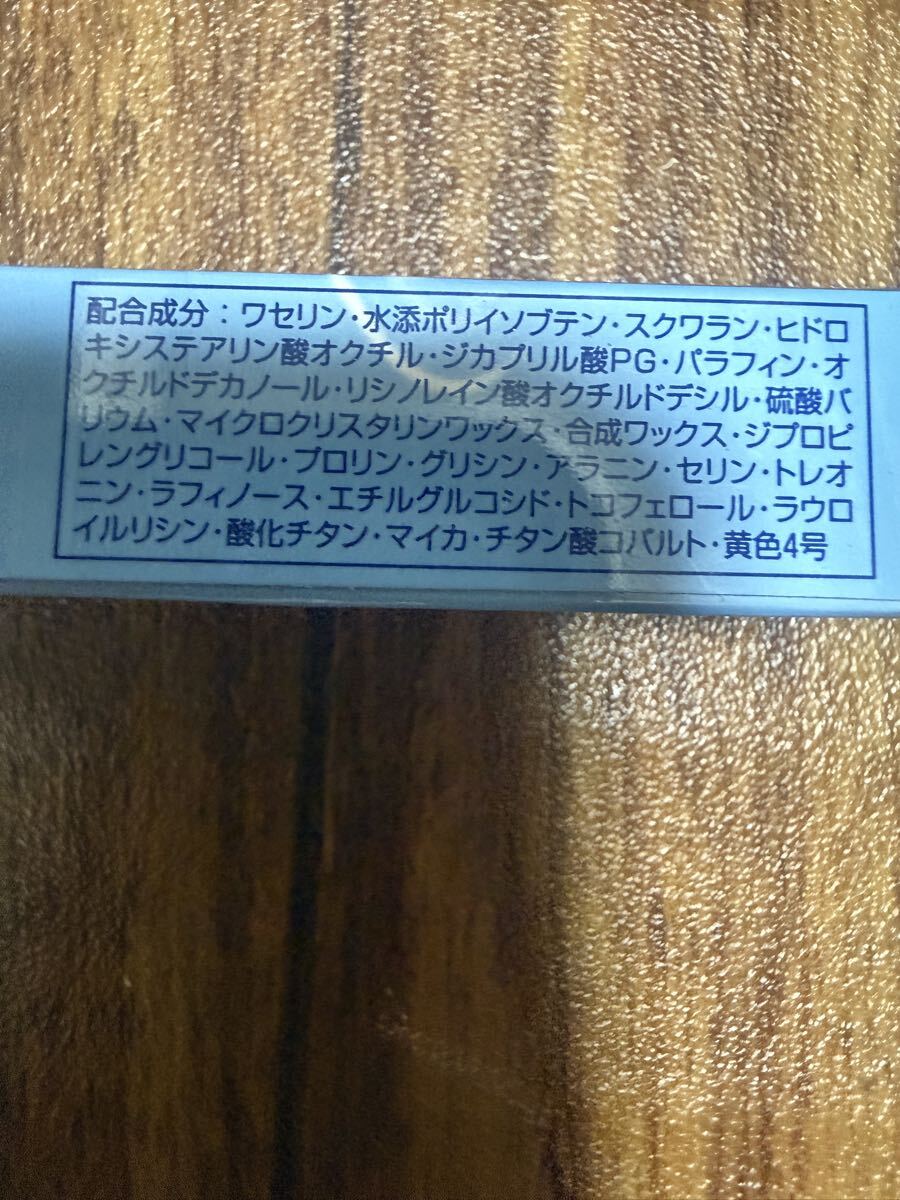 配合成分：ワセリン・水添ポリイソブテン・スクワラン・ヒドロ
キシステアリン酸オクチル・ジカプリル酸PG・パラフィン・オ
クチルドデカノール・リシノレイン酸オクチルドデシル・硫酸バ
リウム・マイクロクリスタリンワックス・合成ワックス・ジプロピ
レングリコール・プロリン・グリシン・アラニン・セリン・トレオ
ニン・ラフィノース・エチルグルコシド・トコフェロール・ラウロ
イルリシン・酸化チタン・マイカ・チタン酸コバルト・黄色4号